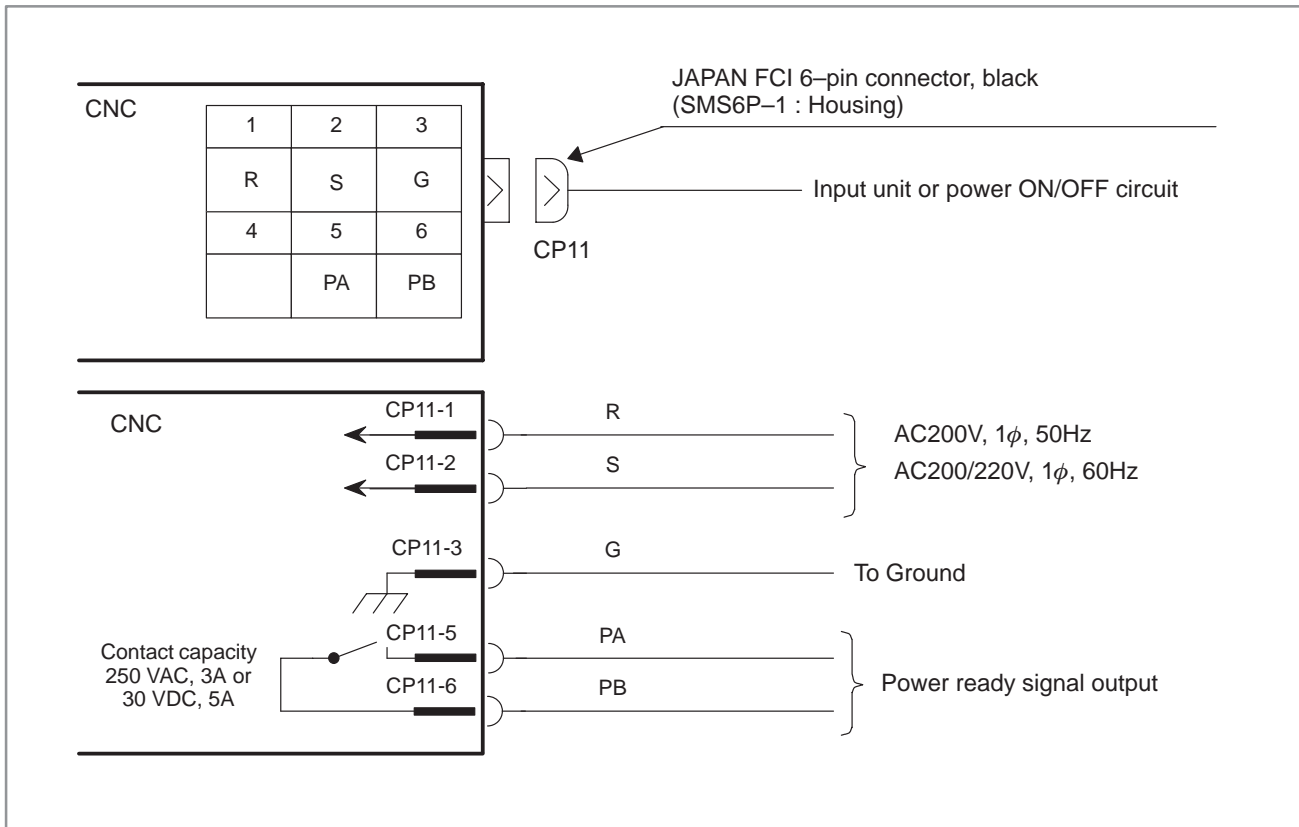 JAPAN FCI 6–pin connector, black
(SMS6P–1 : Housing)
CNC
1 2 3
R S G
4 5 6
PA PB
Input unit or power ON/OFF circuit
CP11
CNC
CP11-1 R
AC200V, 1ϕ, 50Hz
CP11-2 S
AC200/220V, 1ϕ, 60Hz
CP11-3 G
To Ground
Contact capacity
250 VAC, 3A or
30 VDC, 5A
CP11-5 PA
CP11-6 PB
Power ready signal output